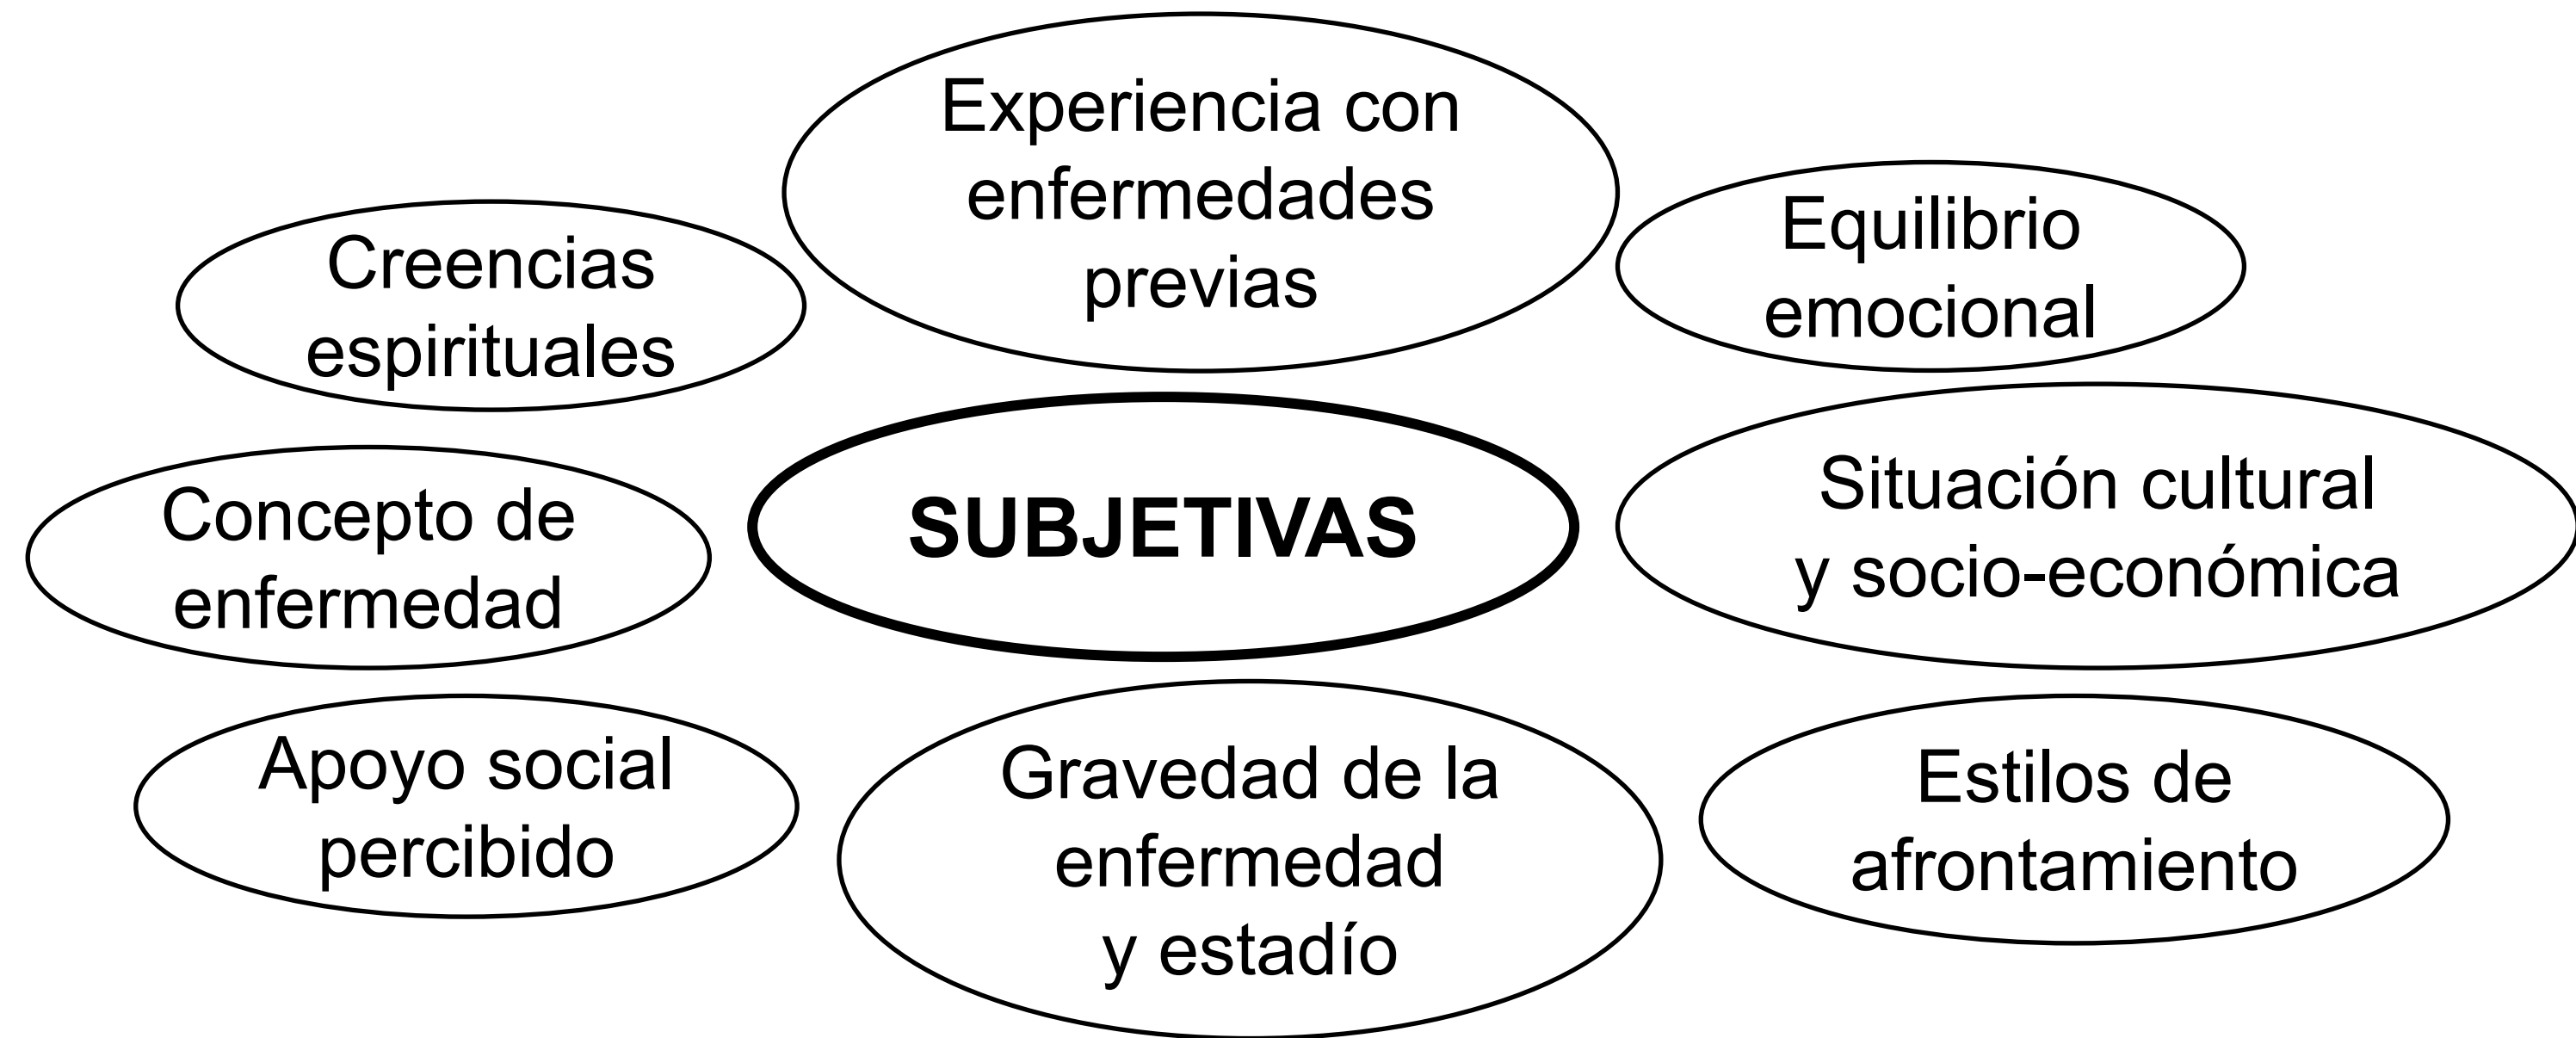 Experiencia con
enfermedades
previas
Creencias
espirituales
Equilibrio
emocional
Concepto de
enfermedad
SUBJETIVAS
Situación cultural
y socio-económica
Apoyo social
percibido
Gravedad de la
enfermedad
y estadío
Estilos de
afrontamiento